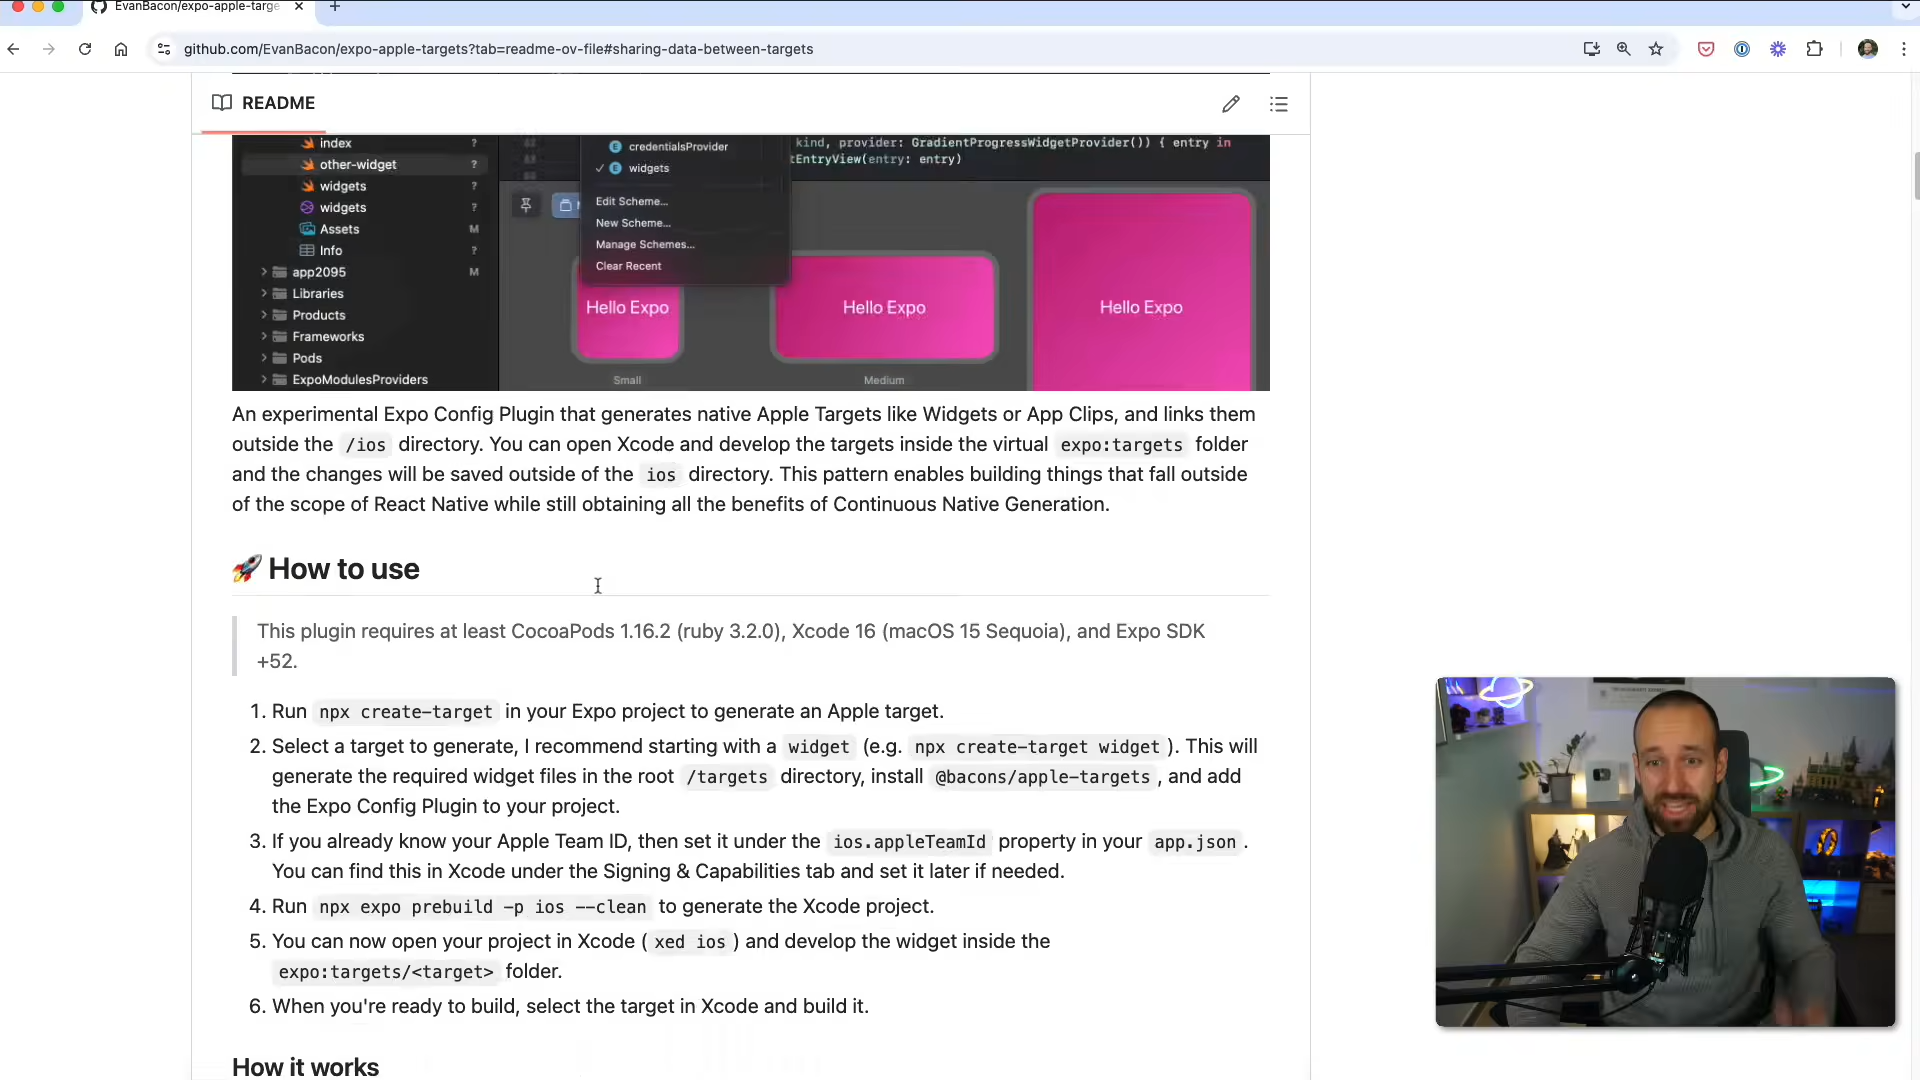 EvanBacon/expo-apple-targe
github.com/EvanBacon/expo-apple-targets?tab=readme-ov-file#sharing-data-between-targets
README
index ?
other-widget ?
widgets ?
widgets ?
Assets M
Info ?
app2095 M
Libraries
Products
Frameworks
Pods
ExpoModulesProviders
credentialsProvider
widgets
Edit Scheme...
New Scheme...
Manage Schemes...
Clear Recent
kind, provider: GradientProgressWidgetProvider()) { entry in
tEntryView(entry: entry)
Hello Expo
Hello Expo
Hello Expo
Small
Medium
An experimental Expo Config Plugin that generates native Apple Targets like Widgets or App Clips, and links them
outside the /ios directory. You can open Xcode and develop the targets inside the virtual expo:targets folder
and the changes will be saved outside of the ios directory. This pattern enables building things that fall outside
of the scope of React Native while still obtaining all the benefits of Continuous Native Generation.
🚀 How to use
This plugin requires at least CocoaPods 1.16.2 (ruby 3.2.0), Xcode 16 (macOS 15 Sequoia), and Expo SDK
+52.
1. Run npx create-target in your Expo project to generate an Apple target.
2. Select a target to generate, I recommend starting with a widget (e.g. npx create-target widget ). This will
generate the required widget files in the root /targets directory, install @bacons/apple-targets , and add
the Expo Config Plugin to your project.
3. If you already know your Apple Team ID, then set it under the ios.appleTeamId property in your app.json .
You can find this in Xcode under the Signing & Capabilities tab and set it later if needed.
4. Run npx expo prebuild -p ios --clean to generate the Xcode project.
5. You can now open your project in Xcode ( xed ios ) and develop the widget inside the
expo:targets/<target> folder.
6. When you're ready to build, select the target in Xcode and build it.
How it works